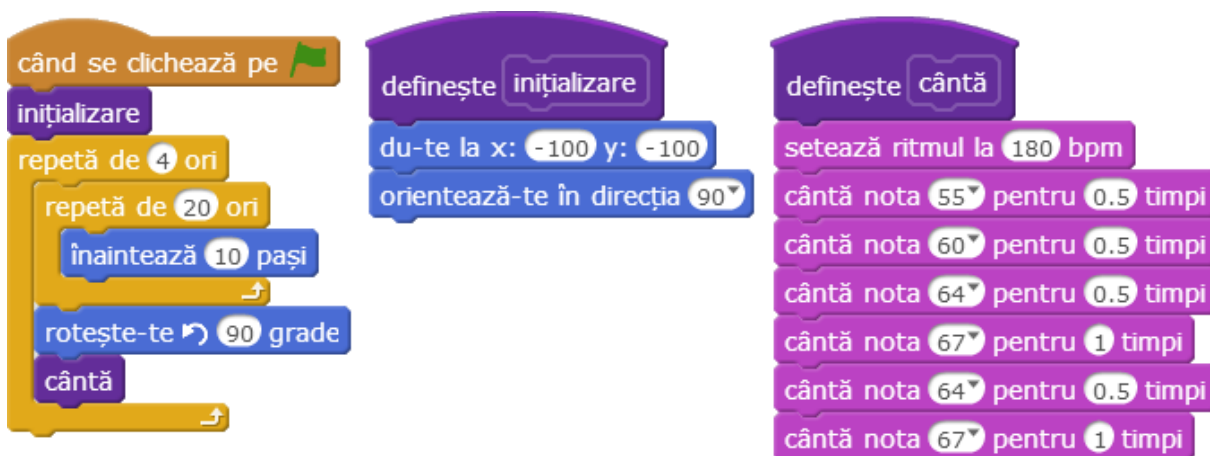 când se clichează pe
inițializare
repetă de 4 ori
repetă de 20 ori
înaintează 10 pași
rotește-te 90 grade
cântă
definește inițializare
du-te la x: -100 y: -100
orientează-te în direcția 90
definește cântă
setează ritmul la 180 bpm
cântă nota 55 pentru 0.5 timpi
cântă nota 60 pentru 0.5 timpi
cântă nota 64 pentru 0.5 timpi
cântă nota 67 pentru 1 timpi
cântă nota 64 pentru 0.5 timpi
cântă nota 67 pentru 1 timpi